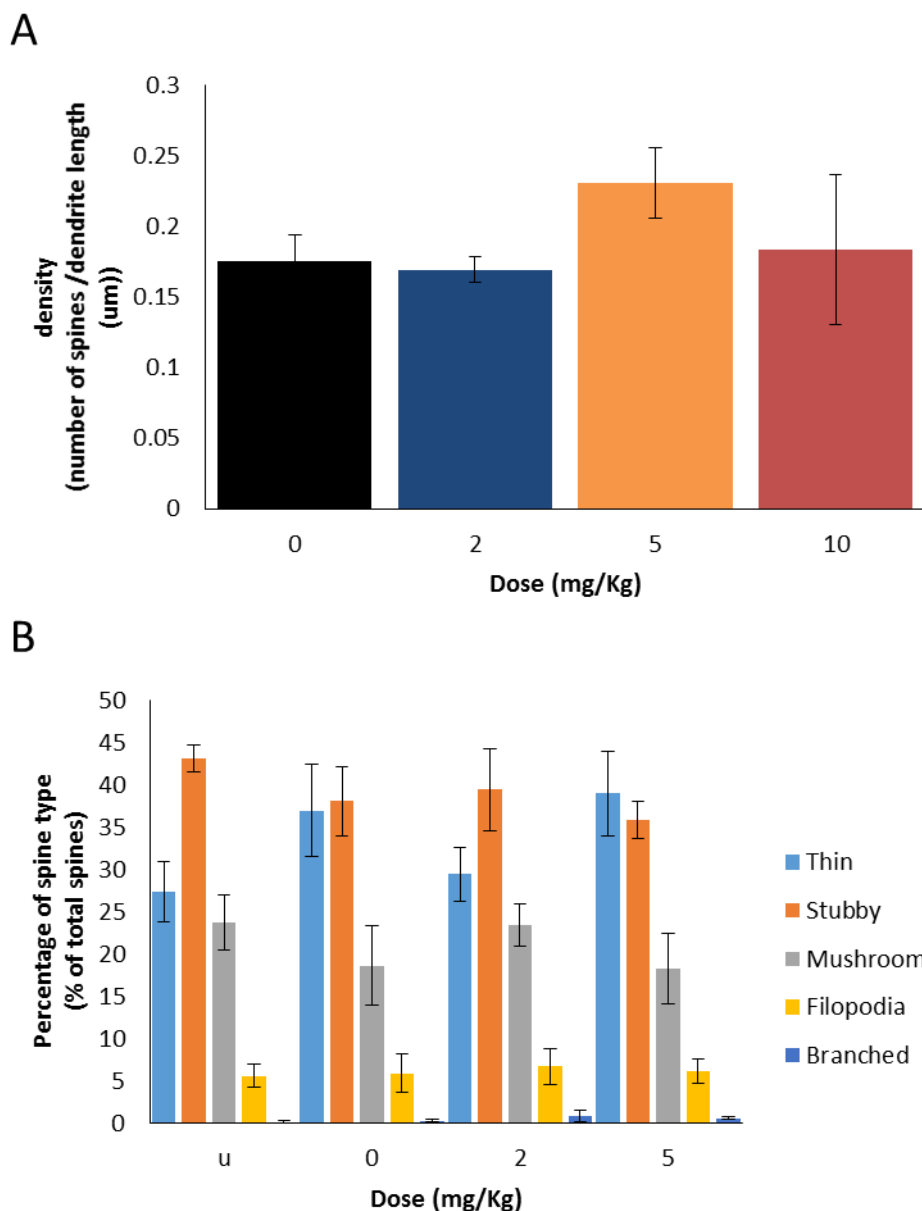 A
0.3
0.25
0.2
0.15
0.1
0.05
0
density
(number of spines /dendrite length
(um))
0 2 5 10
Dose (mg/Kg)
B
50
45
40
35
30
25
20
15
10
5
0
Percentage of spine type
(% of total spines)
u 0 2 5
Dose (mg/Kg)
Thin
Stubby
Mushroom
Filopodia
Branched